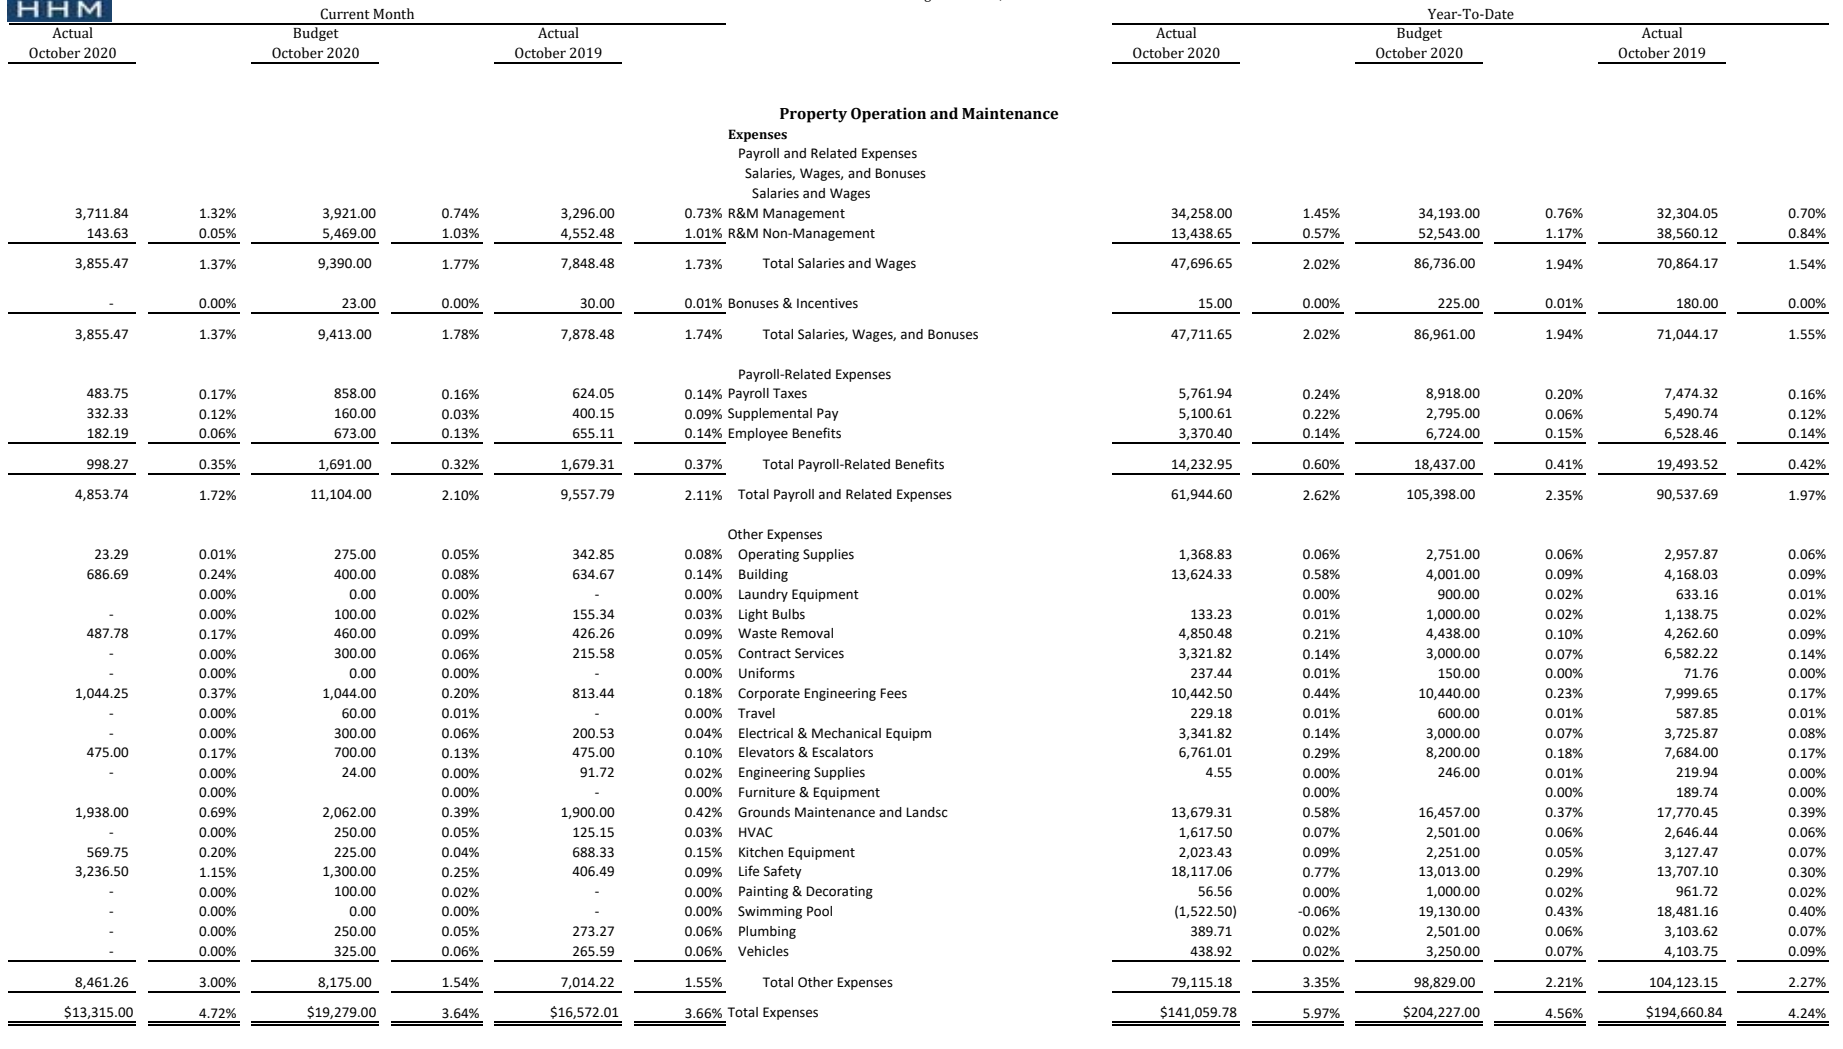 HHM
Current Month Year-To-Date
Actual Budget Actual Actual Budget Actual
October 2020 October 2020 October 2019 October 2020 October 2020 October 2019
Property Operation and Maintenance
Expenses
Payroll and Related Expenses
Salaries, Wages, and Bonuses
Salaries and Wages
3,711.84 1.32% 3,921.00 0.74% 3,296.00 0.73% R&M Management 34,258.00 1.45% 34,193.00 0.76% 32,304.05 0.70%
143.63 0.05% 5,469.00 1.03% 4,552.48 1.01% R&M Non-Management 13,438.65 0.57% 52,543.00 1.17% 38,560.12 0.84%
3,855.47 1.37% 9,390.00 1.77% 7,848.48 1.73% Total Salaries and Wages 47,696.65 2.02% 86,736.00 1.94% 70,864.17 1.54%
- 0.00% 23.00 0.00% 30.00 0.01% Bonuses & Incentives 15.00 0.00% 225.00 0.01% 180.00 0.00%
3,855.47 1.37% 9,413.00 1.78% 7,878.48 1.74% Total Salaries, Wages, and Bonuses 47,711.65 2.02% 86,961.00 1.94% 71,044.17 1.55%
Payroll-Related Expenses
483.75 0.17% 858.00 0.16% 624.05 0.14% Payroll Taxes 5,761.94 0.24% 8,918.00 0.20% 7,474.32 0.16%
332.33 0.12% 160.00 0.03% 400.15 0.09% Supplemental Pay 5,100.61 0.22% 2,795.00 0.06% 5,490.74 0.12%
182.19 0.06% 673.00 0.13% 655.11 0.14% Employee Benefits 3,370.40 0.14% 6,724.00 0.15% 6,528.46 0.14%
998.27 0.35% 1,691.00 0.32% 1,679.31 0.37% Total Payroll-Related Benefits 14,232.95 0.60% 18,437.00 0.41% 19,493.52 0.42%
4,853.74 1.72% 11,104.00 2.10% 9,557.79 2.11% Total Payroll and Related Expenses 61,944.60 2.62% 105,398.00 2.35% 90,537.69 1.97%
Other Expenses
23.29 0.01% 275.00 0.05% 342.85 0.08% Operating Supplies 1,368.83 0.06% 2,751.00 0.06% 2,957.87 0.06%
686.69 0.24% 400.00 0.08% 634.67 0.14% Building 13,624.33 0.58% 4,001.00 0.09% 4,168.03 0.09%
0.00% 0.00 0.00% - 0.00% Laundry Equipment 0.00% 900.00 0.02% 633.16 0.01%
- 0.00% 100.00 0.02% 155.34 0.03% Light Bulbs 133.23 0.01% 1,000.00 0.02% 1,138.75 0.02%
487.78 0.17% 460.00 0.09% 426.26 0.09% Waste Removal 4,850.48 0.21% 4,438.00 0.10% 4,262.60 0.09%
- 0.00% 300.00 0.06% 215.58 0.05% Contract Services 3,321.82 0.14% 3,000.00 0.07% 6,582.22 0.14%
- 0.00% 0.00 0.00% - 0.00% Uniforms 237.44 0.01% 150.00 0.00% 71.76 0.00%
1,044.25 0.37% 1,044.00 0.20% 813.44 0.18% Corporate Engineering Fees 10,442.50 0.44% 10,440.00 0.23% 7,999.65 0.17%
- 0.00% 60.00 0.01% - 0.00% Travel 229.18 0.01% 600.00 0.01% 587.85 0.01%
- 0.00% 300.00 0.06% 200.53 0.04% Electrical & Mechanical Equipm 3,341.82 0.14% 3,000.00 0.07% 3,725.87 0.08%
475.00 0.17% 700.00 0.13% 475.00 0.10% Elevators & Escalators 6,761.01 0.29% 8,200.00 0.18% 7,684.00 0.17%
- 0.00% 24.00 0.00% 91.72 0.02% Engineering Supplies 4.55 0.00% 246.00 0.01% 219.94 0.00%
0.00% 0.00% - 0.00% Furniture & Equipment 0.00% 0.00% 189.74 0.00%
1,938.00 0.69% 2,062.00 0.39% 1,900.00 0.42% Grounds Maintenance and Landsc 13,679.31 0.58% 16,457.00 0.37% 17,770.45 0.39%
- 0.00% 250.00 0.05% 125.15 0.03% HVAC 1,617.50 0.07% 2,501.00 0.06% 2,646.44 0.06%
569.75 0.20% 225.00 0.04% 688.33 0.15% Kitchen Equipment 2,023.43 0.09% 2,251.00 0.05% 3,127.47 0.07%
3,236.50 1.15% 1,300.00 0.25% 406.49 0.09% Life Safety 18,117.06 0.77% 13,013.00 0.29% 13,707.10 0.30%
- 0.00% 100.00 0.02% - 0.00% Painting & Decorating 56.56 0.00% 1,000.00 0.02% 961.72 0.02%
- 0.00% 0.00 0.00% - 0.00% Swimming Pool (1,522.50) -0.06% 19,130.00 0.43% 18,481.16 0.40%
- 0.00% 250.00 0.05% 273.27 0.06% Plumbing 389.71 0.02% 2,501.00 0.06% 3,103.62 0.07%
- 0.00% 325.00 0.06% 265.59 0.06% Vehicles 438.92 0.02% 3,250.00 0.07% 4,103.75 0.09%
8,461.26 3.00% 8,175.00 1.54% 7,014.22 1.55% Total Other Expenses 79,115.18 3.35% 98,829.00 2.21% 104,123.15 2.27%
$13,315.00 4.72% $19,279.00 3.64% $16,572.01 3.66% Total Expenses $141,059.78 5.97% $204,227.00 4.56% $194,660.84 4.24%